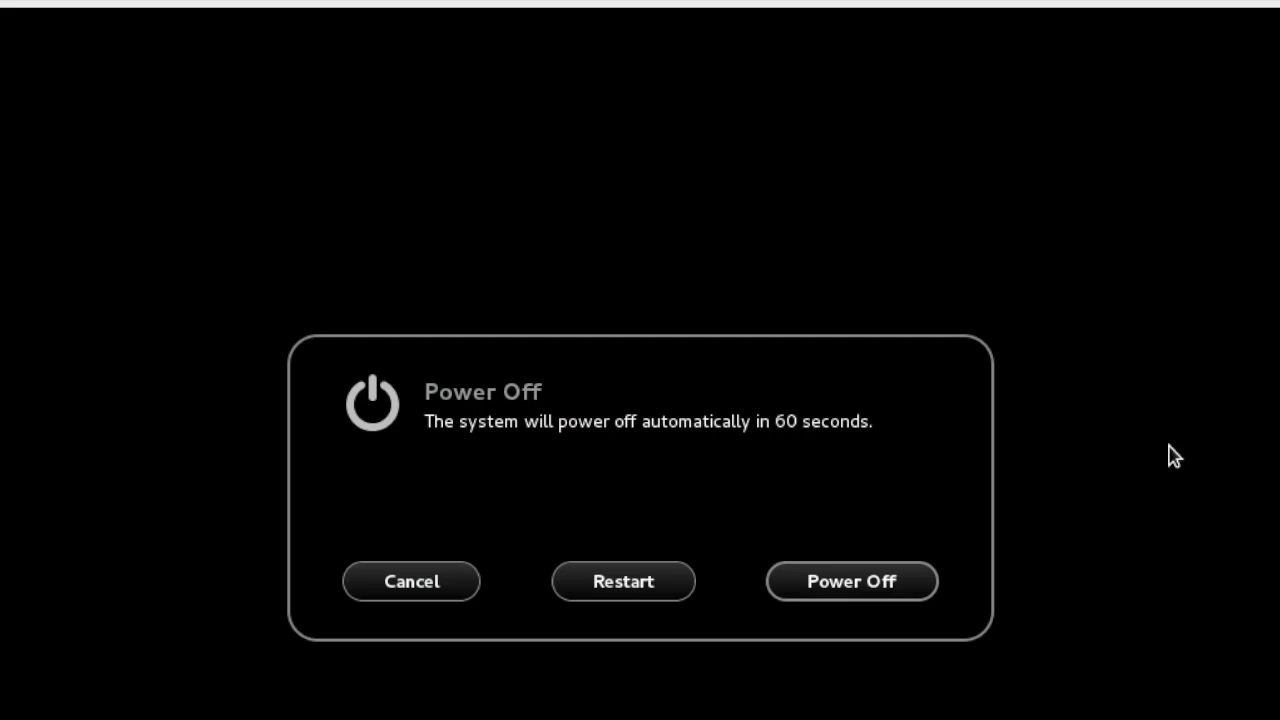 Power Off
The system will power off automatically in 60 seconds.
Cancel Restart Power Off